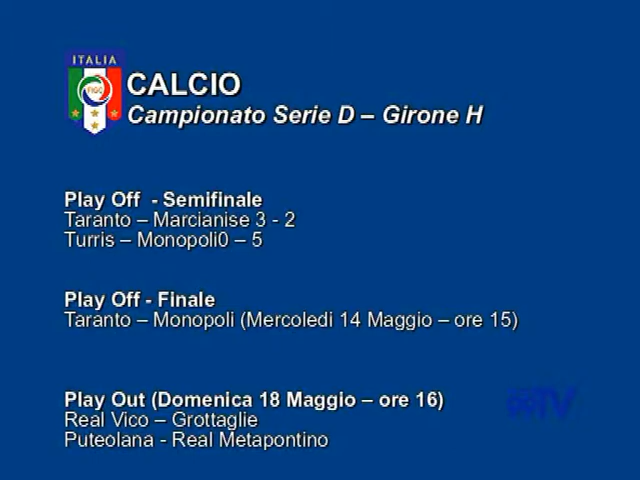 ITALIA
FIGC
CALCIO
Campionato Serie D – Girone H
Play Off - Semifinale
Taranto – Marcianise 3 - 2
Turris – Monopoli0 – 5
Play Off - Finale
Taranto – Monopoli (Mercoledi 14 Maggio – ore 15)
Play Out (Domenica 18 Maggio – ore 16)
Real Vico – Grottaglie
Puteolana - Real Metapontino